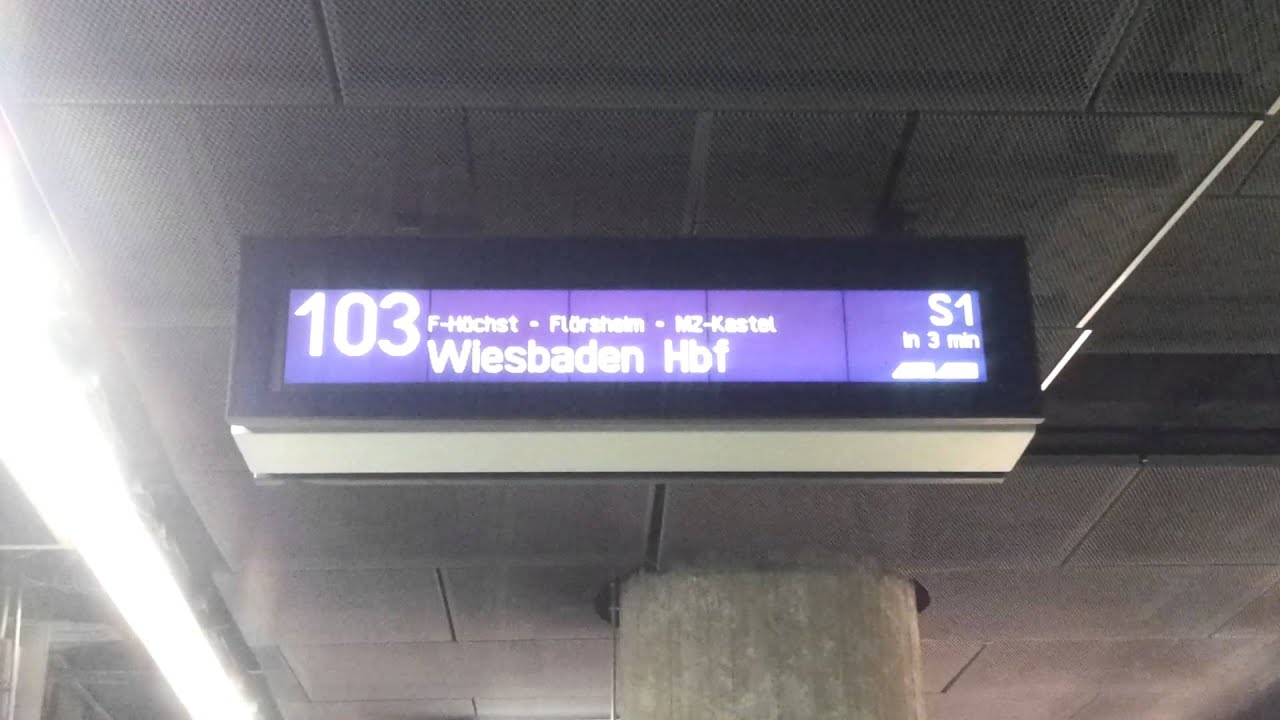 103
F-Höchst - Flörsheim - MZ-Kastel
Wiesbaden Hbf
S1
in 3 min